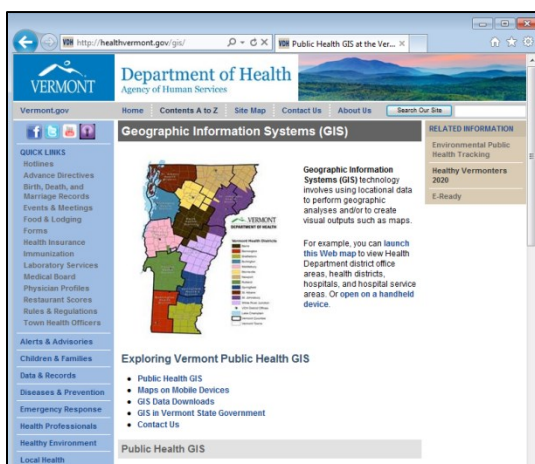 http://healthvermont.gov/gis/
Public Health GIS at the Ver...
VERMONT
Department of Health
Agency of Human Services
Vermont.gov
Home Contents A to Z Site Map Contact Us About Us Search Our Site
QUICK LINKS
Hotlines
Advance Directives
Birth, Death, and
Marriage Records
Events & Meetings
Food & Lodging
Forms
Health Insurance
Immunization
Laboratory Services
Medical Board
Physician Profiles
Restaurant Scores
Rules & Regulations
Town Health Officers
Alerts & Advisories
Children & Families
Data & Records
Diseases & Prevention
Emergency Response
Health Professionals
Healthy Environment
Local Health
Geographic Information Systems (GIS)
VERMONT
DEPARTMENT OF HEALTH
Vermont Health Districts
Geographic Information
Systems (GIS) technology
involves using locational data
to perform geographic
analyses and/or to create
visual outputs such as maps.
For example, you can launch
this Web map to view Health
Department district office
areas, health districts,
hospitals, and hospital service
areas. Or open on a handheld
device.
Exploring Vermont Public Health GIS
Public Health GIS
Maps on Mobile Devices
GIS Data Downloads
GIS in Vermont State Government
Contact Us
Public Health GIS
RELATED INFORMATION
Environmental Public
Health Tracking
Healthy Vermonters
2020
E-Ready